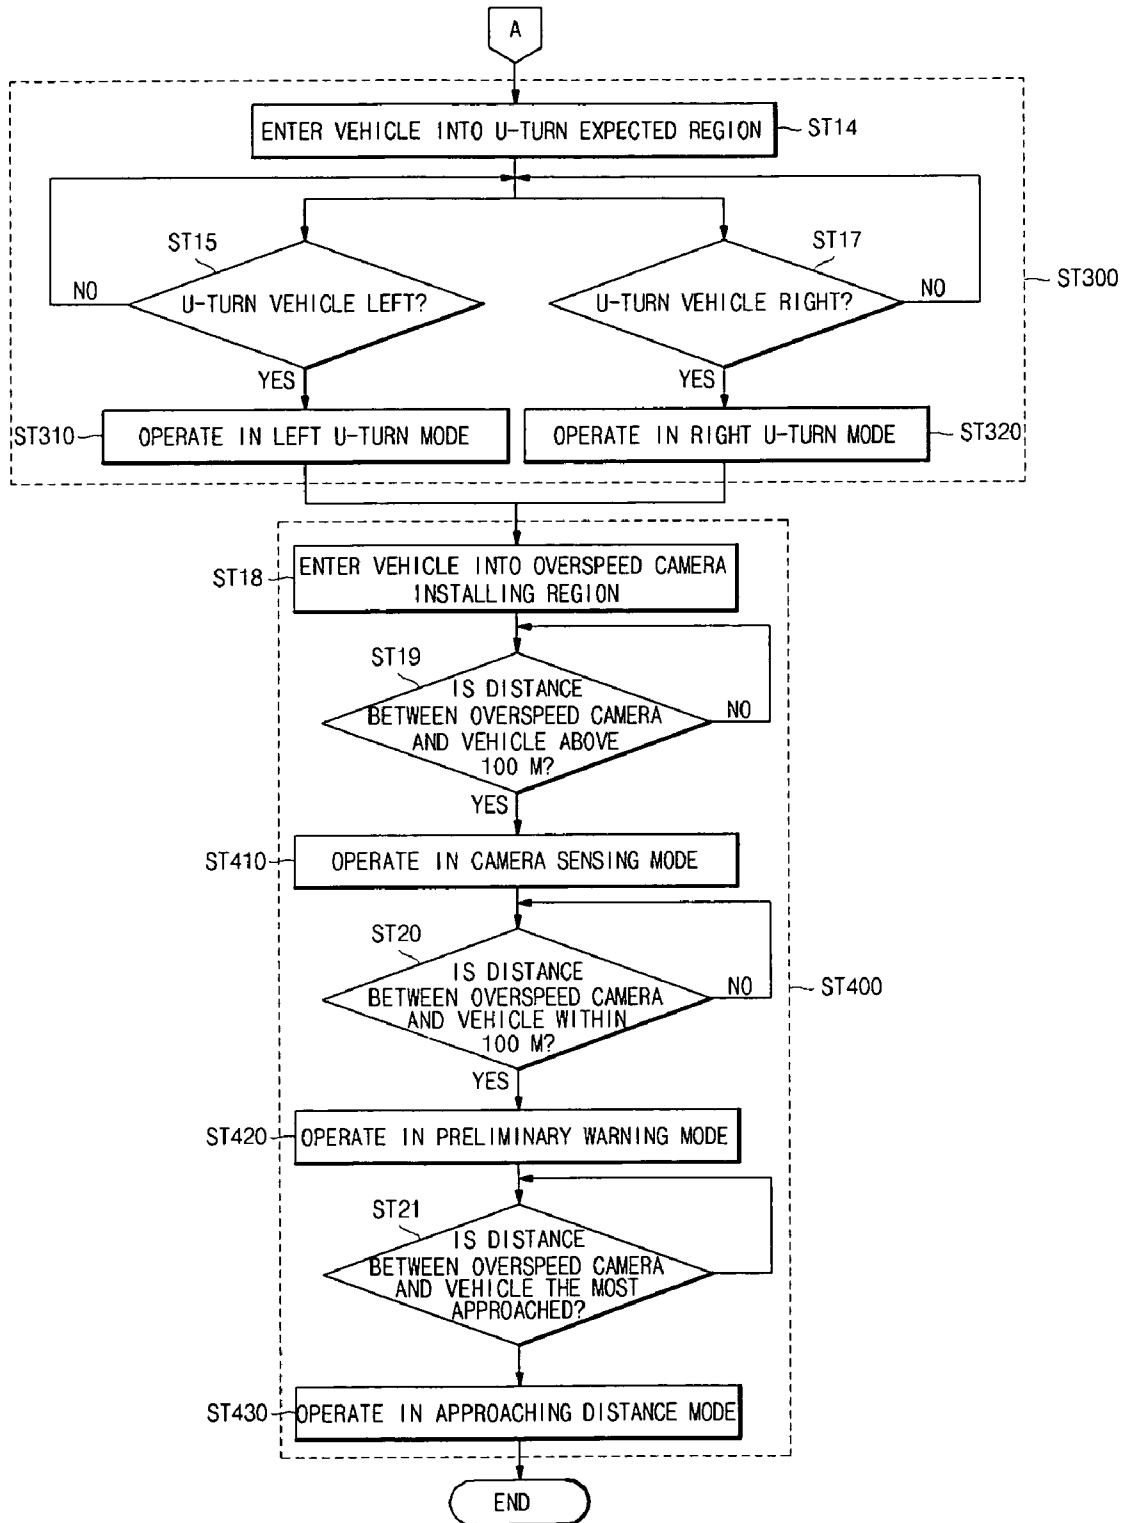 A
ENTER VEHICLE INTO U-TURN EXPECTED REGION
ST14
ST15
ST17
NO
U-TURN VEHICLE LEFT?
U-TURN VEHICLE RIGHT?
NO
ST300
YES
YES
ST310
OPERATE IN LEFT U-TURN MODE
OPERATE IN RIGHT U-TURN MODE
ST320
ST18
ENTER VEHICLE INTO OVERSPEED CAMERA
INSTALLING REGION
ST19
IS DISTANCE
BETWEEN OVERSPEED CAMERA
AND VEHICLE ABOVE
100 M?
NO
YES
ST410
OPERATE IN CAMERA SENSING MODE
ST20
IS DISTANCE
BETWEEN OVERSPEED CAMERA
AND VEHICLE WITHIN
100 M?
NO
ST400
YES
ST420
OPERATE IN PRELIMINARY WARNING MODE
ST21
IS DISTANCE
BETWEEN OVERSPEED CAMERA
AND VEHICLE THE MOST
APPROACHED?
ST430
OPERATE IN APPROACHING DISTANCE MODE
END